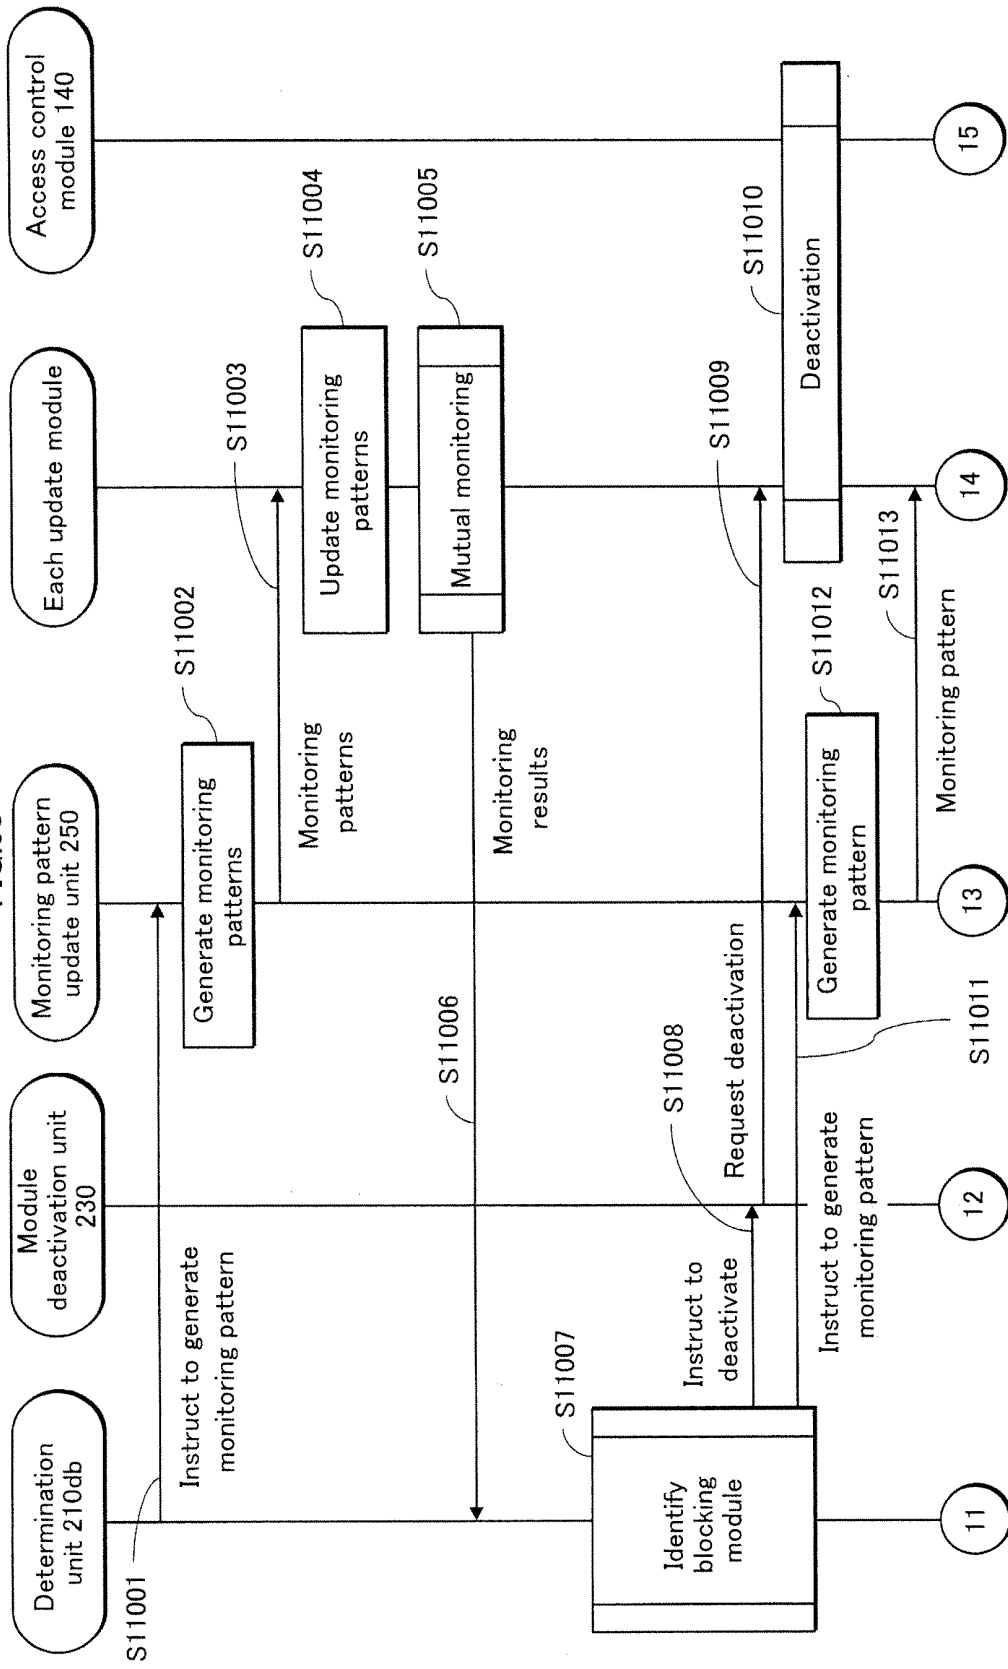 Determination
unit 210db
Module
deactivation unit
230
Monitoring pattern
update unit 250
Each update module
Access control
module 140
S11001
Instruct to generate
monitoring pattern
Generate monitoring
patterns
S11002
Monitoring
patterns
S11003
Update monitoring
patterns
S11004
Mutual monitoring
S11005
Monitoring
results
S11006
Identify
blocking
module
S11007
Instruct to
deactivate
S11008
Request deactivation
S11009
Deactivation
S11010
Instruct to generate
monitoring pattern
S11011
Generate monitoring
pattern
S11012
Monitoring pattern
S11013
11
12
13
14
15